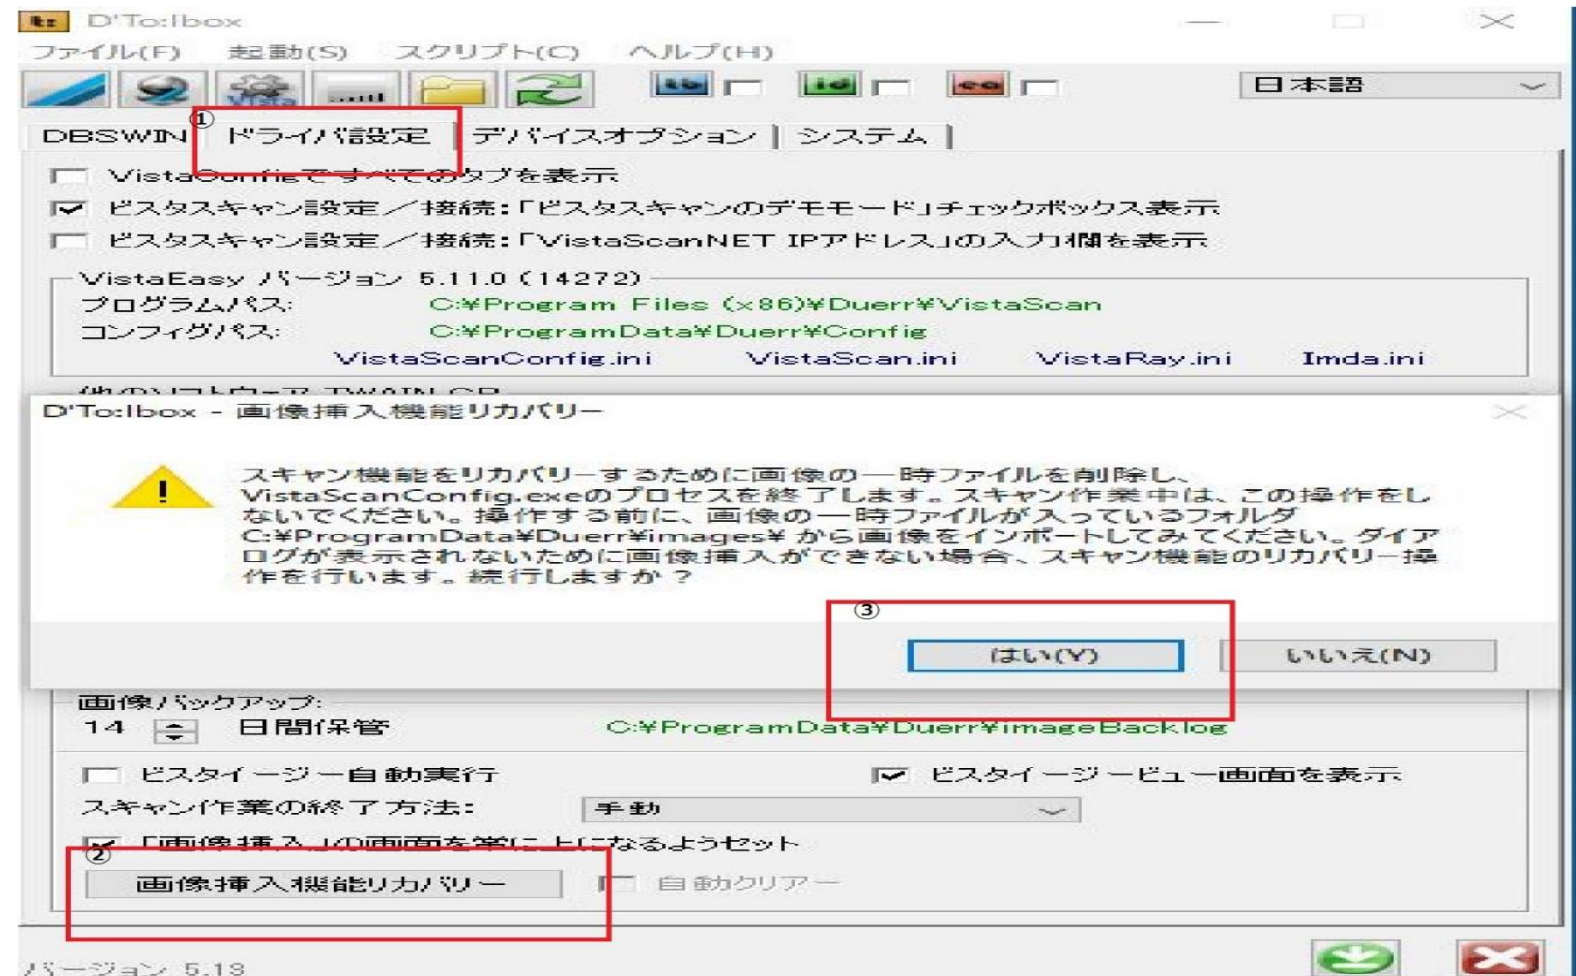 D'To:lbox
ファイル(F) 起動(S) スクリプト(C) ヘルプ(H)
Vista
日本語
①
DBSWIN ドライバ設定 デバイスオプション システム
VistaConfigですべてのタブを表示
ビスタスキャン設定／接続:「ビスタスキャンのデモモード」チェックボックス表示
ビスタスキャン設定／接続:「VistaScanNET IPアドレス」の入力欄を表示
VistaEasy バージョン 5.11.0 (14272)
プログラムパス: C:¥Program Files (x86)¥Duerr¥VistaScan
コンフィグパス: C:¥ProgramData¥Duerr¥Config
VistaScanConfig.ini VistaScan.ini VistaRay.ini Imda.ini
他のソフトウェア TWAIN
D'To:lbox - 画像挿入機能リカバリー
スキャン機能をリカバリーするために画像の一時ファイルを削除し、
VistaScanConfig.exeのプロセスを終了します。スキャン作業中は、この操作をし
ないでください。操作する前に、画像の一時ファイルが入っているフォルダ
C:¥ProgramData¥Duerr¥images¥ から画像をインポートしてみてください。ダイア
ログが表示されないために画像挿入ができない場合、スキャン機能のリカバリー操
作を行います。続行しますか？
③
はい(Y) いいえ(N)
画像バックアップ:
14 日間保管 C:¥ProgramData¥Duerr¥imageBacklog
ビスタイージー自動実行 ビスタイージービュー画面を表示
スキャン作業の終了方法: 手動
「画像挿入」の画面を常に上になるようセット
②
画像挿入機能リカバリー 自動クリアー
バージョン 5.13